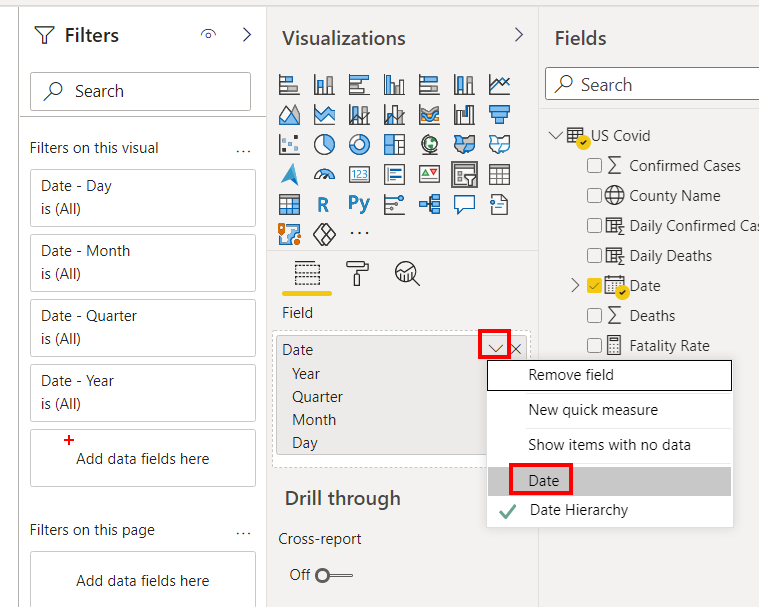 Filters
Search
Filters on this visual
...
Date - Day
is (All)
Date - Month
is (All)
Date - Quarter
is (All)
Date - Year
is (All)
Add data fields here
Filters on this page
...
Add data fields here
Visualizations
123
R
Py
...
Field
Date
Year
Quarter
Month
Day
Drill through
Cross-report
Off
Remove field
New quick measure
Show items with no data
Date
Date Hierarchy
Fields
Search
US Covid
Confirmed Cases
County Name
Daily Confirmed Cas
Daily Deaths
Date
Deaths
Fatality Rate